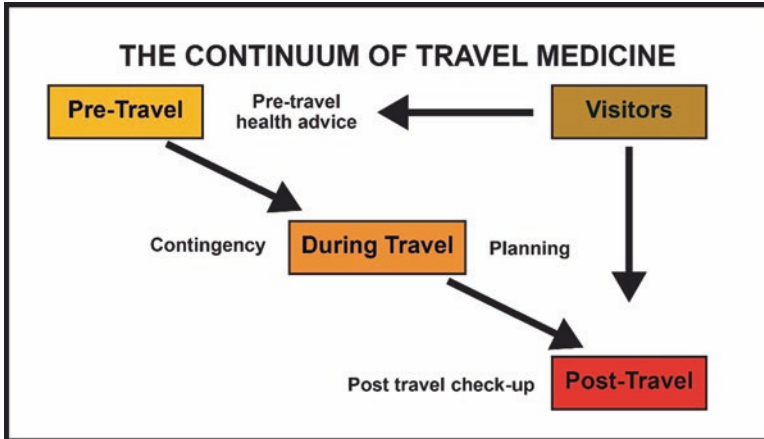 THE CONTINUUM OF TRAVEL MEDICINE
Pre-Travel
Pre-travel
health advice
Visitors
Contingency
During Travel
Planning
Post travel check-up
Post-Travel